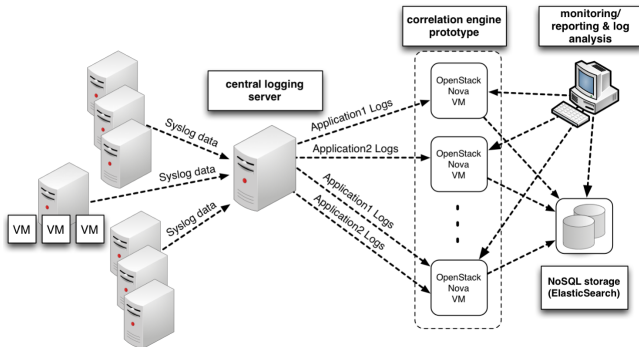 correlation engine
prototype
monitoring/
reporting & log
analysis
central logging
server
Syslog data
Syslog data
Syslog data
VM
VM
VM
Application1 Logs
Application2 Logs
Application1 Logs
Application2 Logs
OpenStack
Nova
VM
OpenStack
Nova
VM
OpenStack
Nova
VM
NoSQL storage
(ElasticSearch)